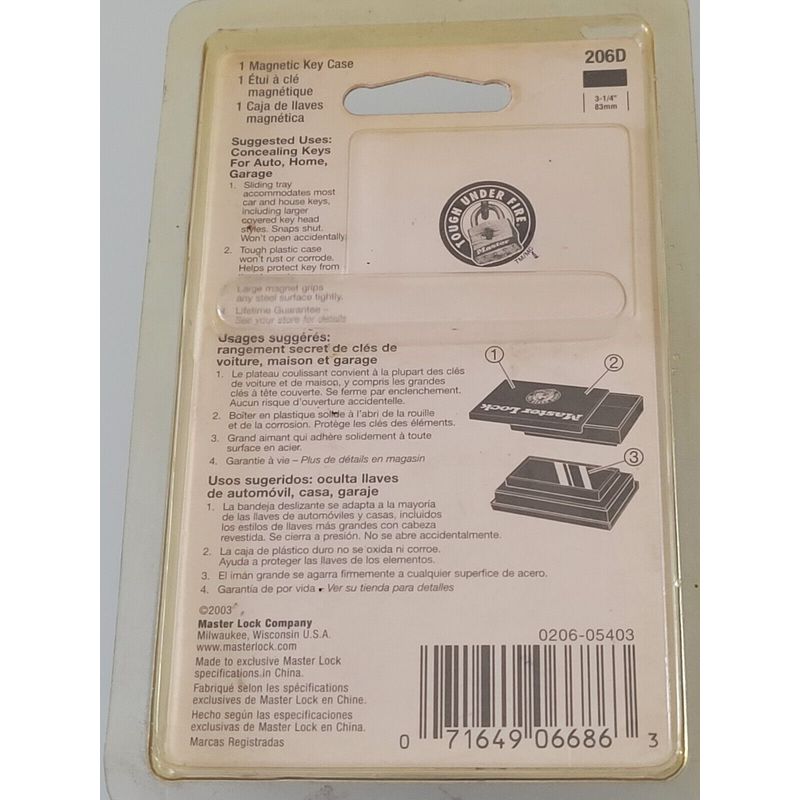 1 Magnetic Key Case
1 Étui à clé
magnétique
1 Caja de llaves
magnética
206D
3-1/4"
83mm
Suggested Uses:
Concealing Keys
For Auto, Home,
Garage
1. Sliding tray
accommodates most
car and house keys,
including larger
covered key head
styles. Snaps shut.
Won't open accidentally
2. Tough plastic case
won't rust or corrode.
Helps protect key from
Large magnet grips
any steel surface tightly.
Lifetime Guarantee –
See your store for details
TOUGH UNDER FIRE.
Master
TM/MC
Usages suggérés:
rangement secret de clés de
voiture, maison et garage
1. Le plateau coulissant convient à la plupart des clés
de voiture et de maison, y compris les grandes
clés à tête couverte. Se ferme par enclenchement.
Aucun risque d'ouverture accidentelle.
2. Boîter en plastique solide à l'abri de la rouille
et de la corrosion. Protège les clés des éléments.
3. Grand aimant qui adhère solidement à toute
surface en acier.
4. Garantie à vie – Plus de détails en magasin
1
2
Master Lock
3
Usos sugeridos: oculta llaves
de automóvil, casa, garaje
1. La bandeja deslizante se adapta a la mayoría
de las llaves de automóviles y casas, incluidos
los estilos de llaves más grandes con cabeza
revestida. Se cierra a presión. No se abre accidentalmente.
2. La caja de plástico duro no se oxida ni corroe.
Ayuda a proteger las llaves de los elementos.
3. El imán grande se agarra firmemente a cualquier superfice de acero.
4. Garantía de por vida - Ver su tienda para detalles
©2003
Master Lock Company
Milwaukee, Wisconsin U.S.A.
www.masterlock.com
Made to exclusive Master Lock
specifications in China.
Fabriqué selon les spécifications
exclusives de Master Lock en Chine.
Hecho según las especificaciones
exclusivas de Master Lock en China.
Marcas Registradas
0206-05403
0 71649 06686 3